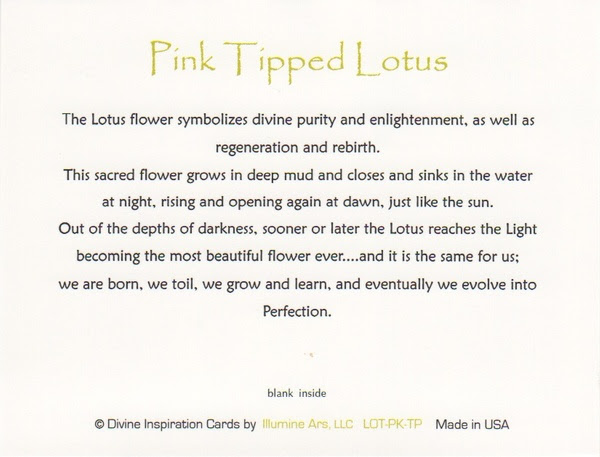 Pink Tipped Lotus
The Lotus flower symbolizes divine purity and enlightenment, as well as
regeneration and rebirth.
This sacred flower grows in deep mud and closes and sinks in the water
at night, rising and opening again at dawn, just like the sun.
Out of the depths of darkness, sooner or later the Lotus reaches the Light
becoming the most beautiful flower ever....and it is the same for us;
we are born, we toil, we grow and learn, and eventually we evolve into
Perfection.
blank inside
© Divine Inspiration Cards by Illumine Ars, LLC LOT-PK-TP Made in USA